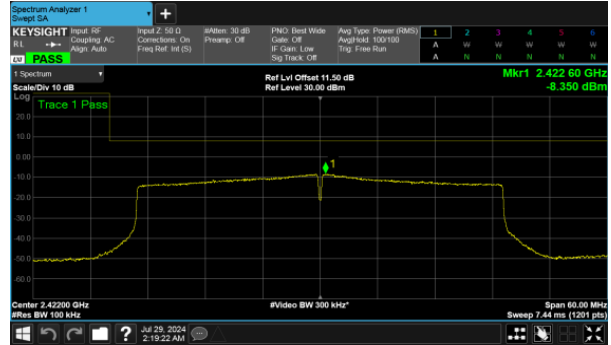 Spectrum Analyzer 1
Swept SA
+
KEYSIGHT Input: RF Input Z: 50 Ω #Atten: 30 dB PNO: Best Wide Avg Type: Power (RMS) 1 2 3 4 5 6
RL Coupling: AC Corrections: On Preamp: Off Gate: Off Avg|Hold: 100/100 A W W W W W
Align: Auto Freq Ref: Int (S) IF Gain: Low Trig: Free Run
LXI PASS Sig Track: Off A N N N N N
1 Spectrum Ref Lvl Offset 11.50 dB Mkr1 2.422 60 GHz
Scale/Div 10 dB Ref Level 30.00 dBm -8.350 dBm
Log Trace 1 Pass
20.0
10.0
0.00
-10.0
-20.0
-30.0
-40.0
-50.0
-60.0
1
Center 2.42200 GHz #Video BW 300 kHz* Span 60.00 MHz
#Res BW 100 kHz Sweep 7.44 ms (1201 pts)
? Jul 29, 2024
2:19:22 AM